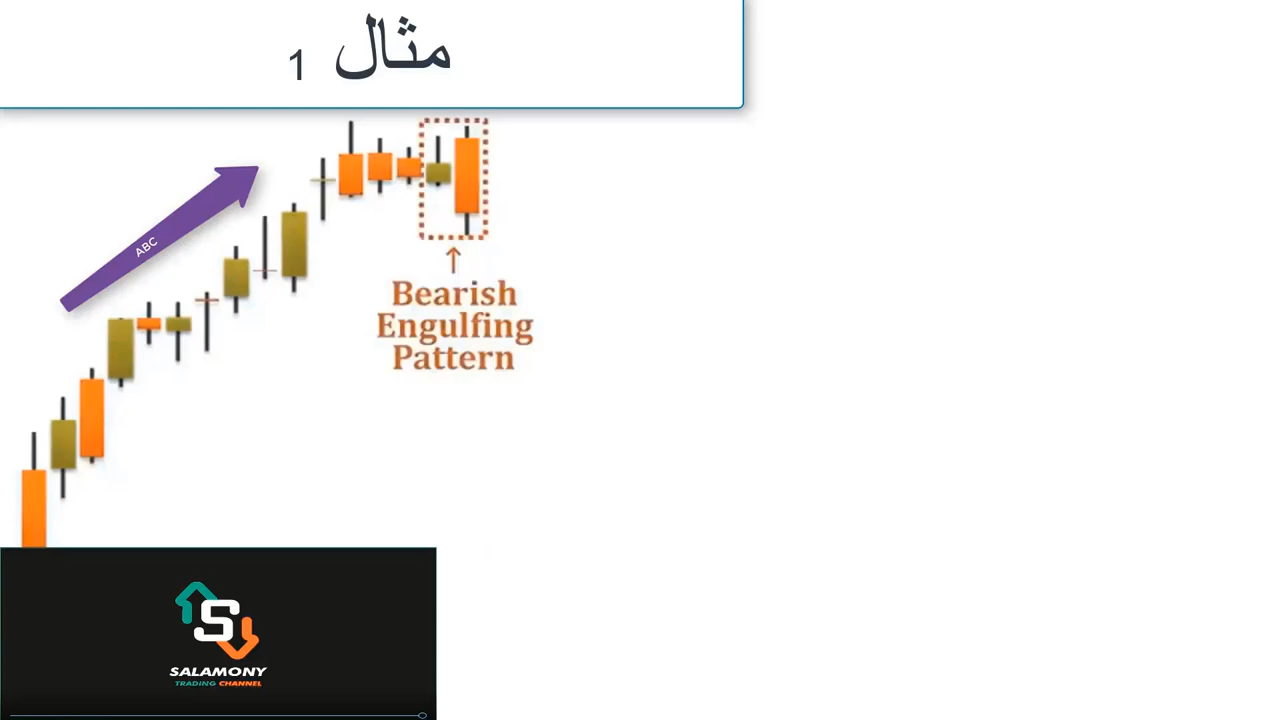 مثال 1
ABC
Bearish
Engulfing
Pattern
S
SALAMONY
TRADING CHANNEL